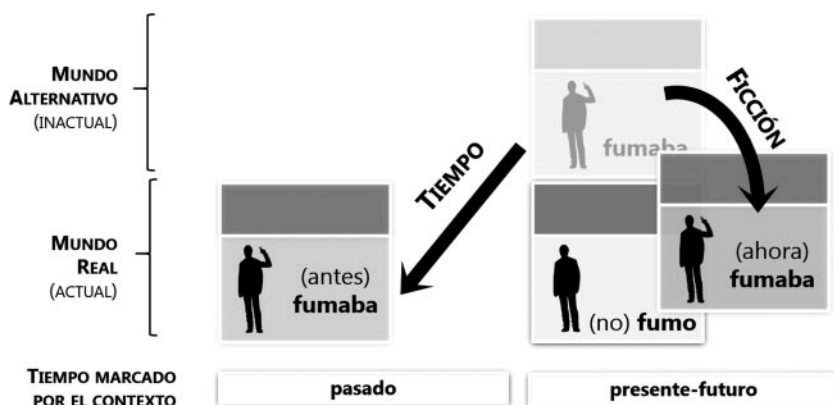 MUNDO
ALTERNATIVO
(INACTUAL)
fumaba
TIEMPO
FICCIÓN
MUNDO
REAL
(ACTUAL)
(antes)
fumaba
(no) fumo
(ahora)
fumaba
TIEMPO MARCADO
POR EL CONTEXTO
pasado
presente-futuro